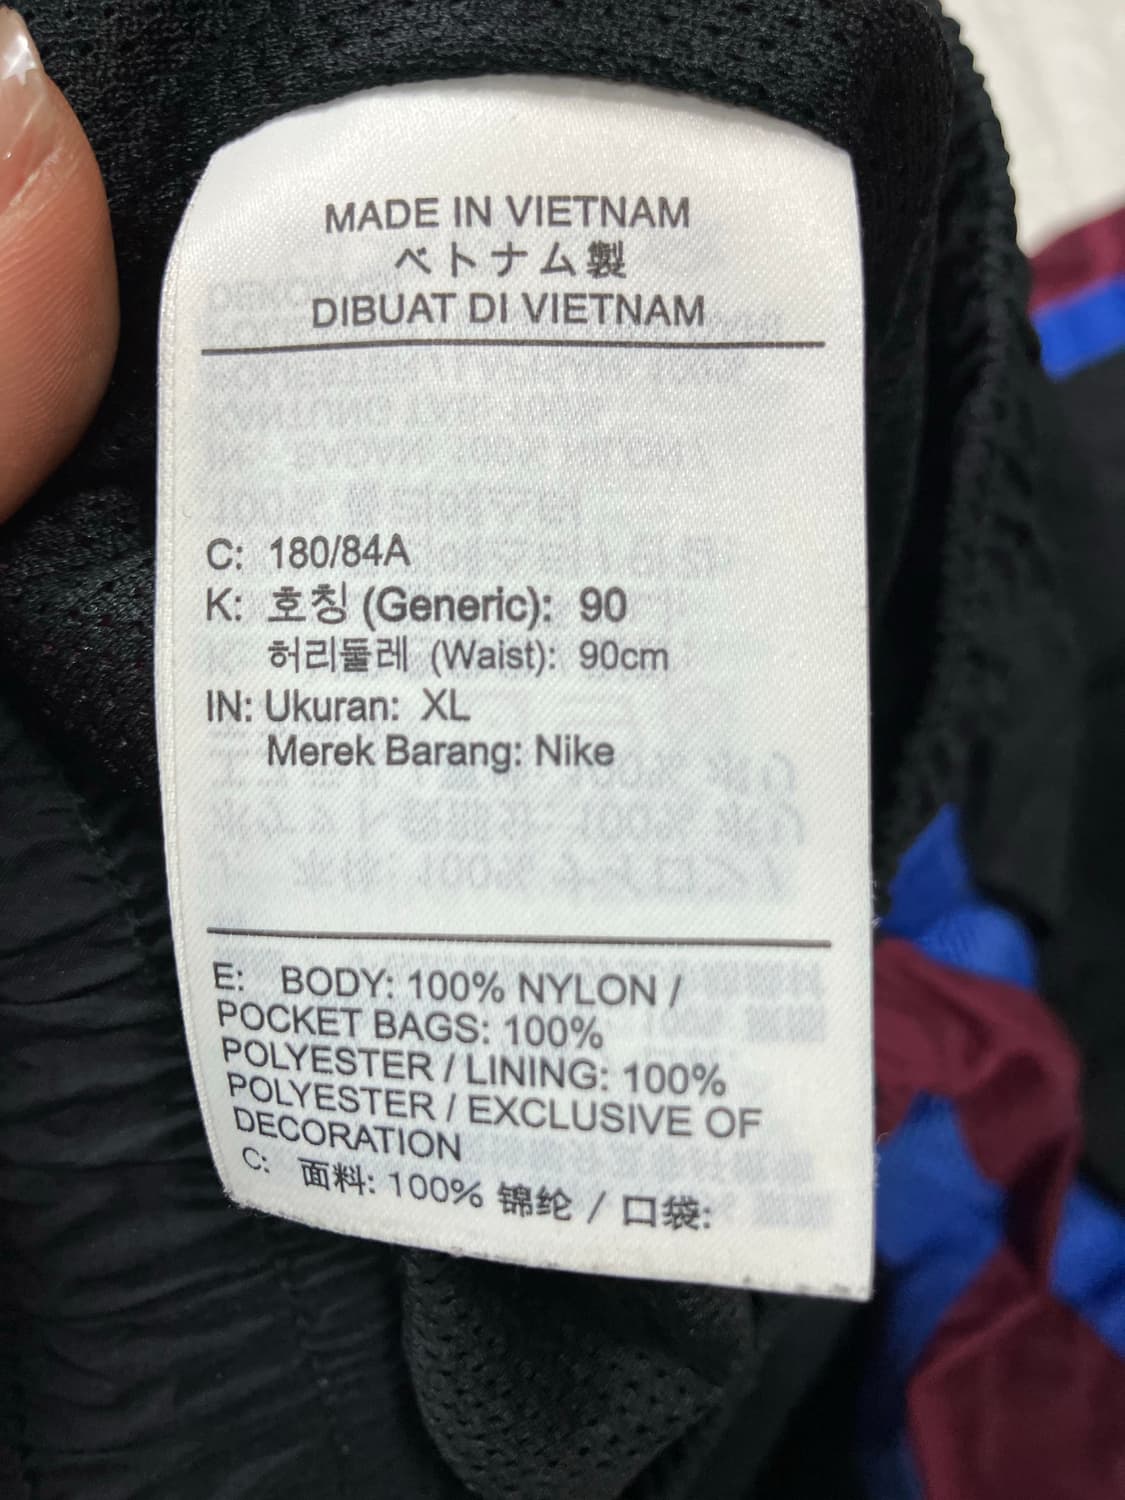 MADE IN VIETNAM
ベトナム製
DIBUAT DI VIETNAM
C: 180/84A
K: 호칭 (Generic): 90
허리둘레 (Waist): 90cm
IN: Ukuran: XL
Merek Barang: Nike
E: BODY: 100% NYLON /
POCKET BAGS: 100%
POLYESTER / LINING: 100%
POLYESTER / EXCLUSIVE OF
DECORATION
C: 面料: 100% 锦纶 / 口袋: